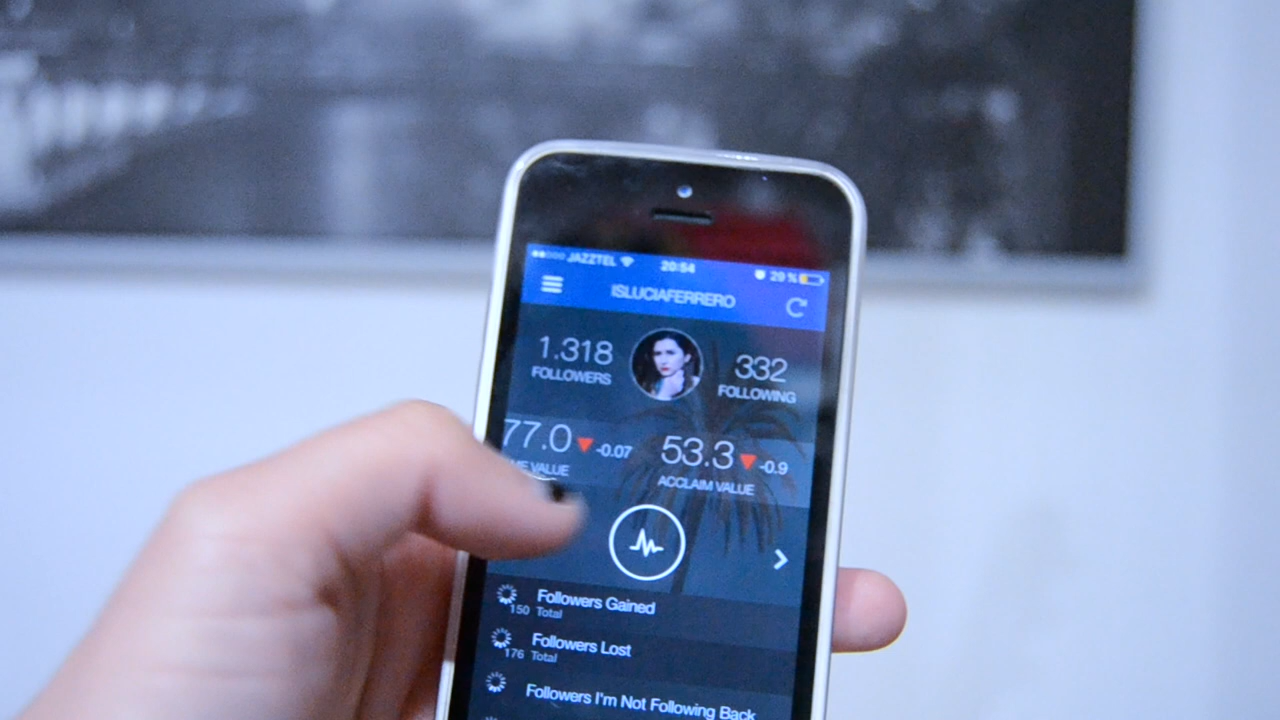 JAZZTEL 20:54 29 %
ISLUCIAFERRERO
1.318 332
FOLLOWERS FOLLOWING
77.0 -0.07 53.3 -0.9
VALUE ACCLAIM VALUE
Followers Gained
150 Total
Followers Lost
176 Total
Followers I'm Not Following Back